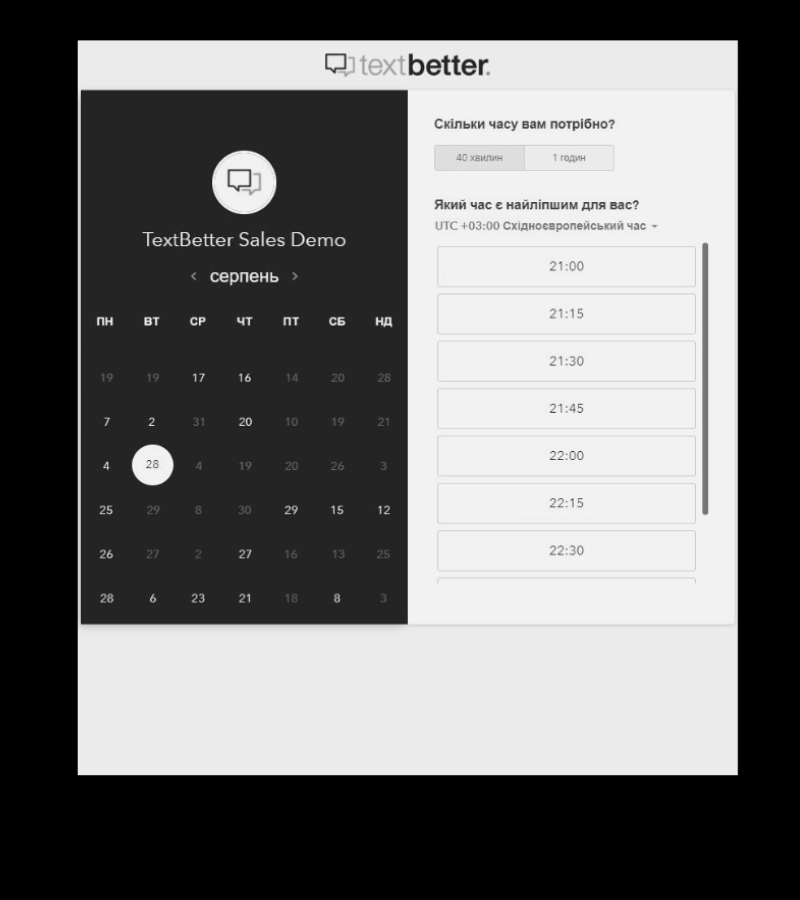 textbetter.
TextBetter Sales Demo
< серпень >
ПН ВТ СР ЧТ ПТ СБ НД
19 19 17 16 14 20 28
7 2 31 20 10 19 21
4 28 4 19 20 26 3
25 29 8 30 29 15 12
26 27 2 27 16 13 25
28 6 23 21 18 8 3
Скільки часу вам потрібно?
40 хвилин 1 годин
Який час є найліпшим для вас?
UTC +03:00 Східноєвропейський час
21:00
21:15
21:30
21:45
22:00
22:15
22:30